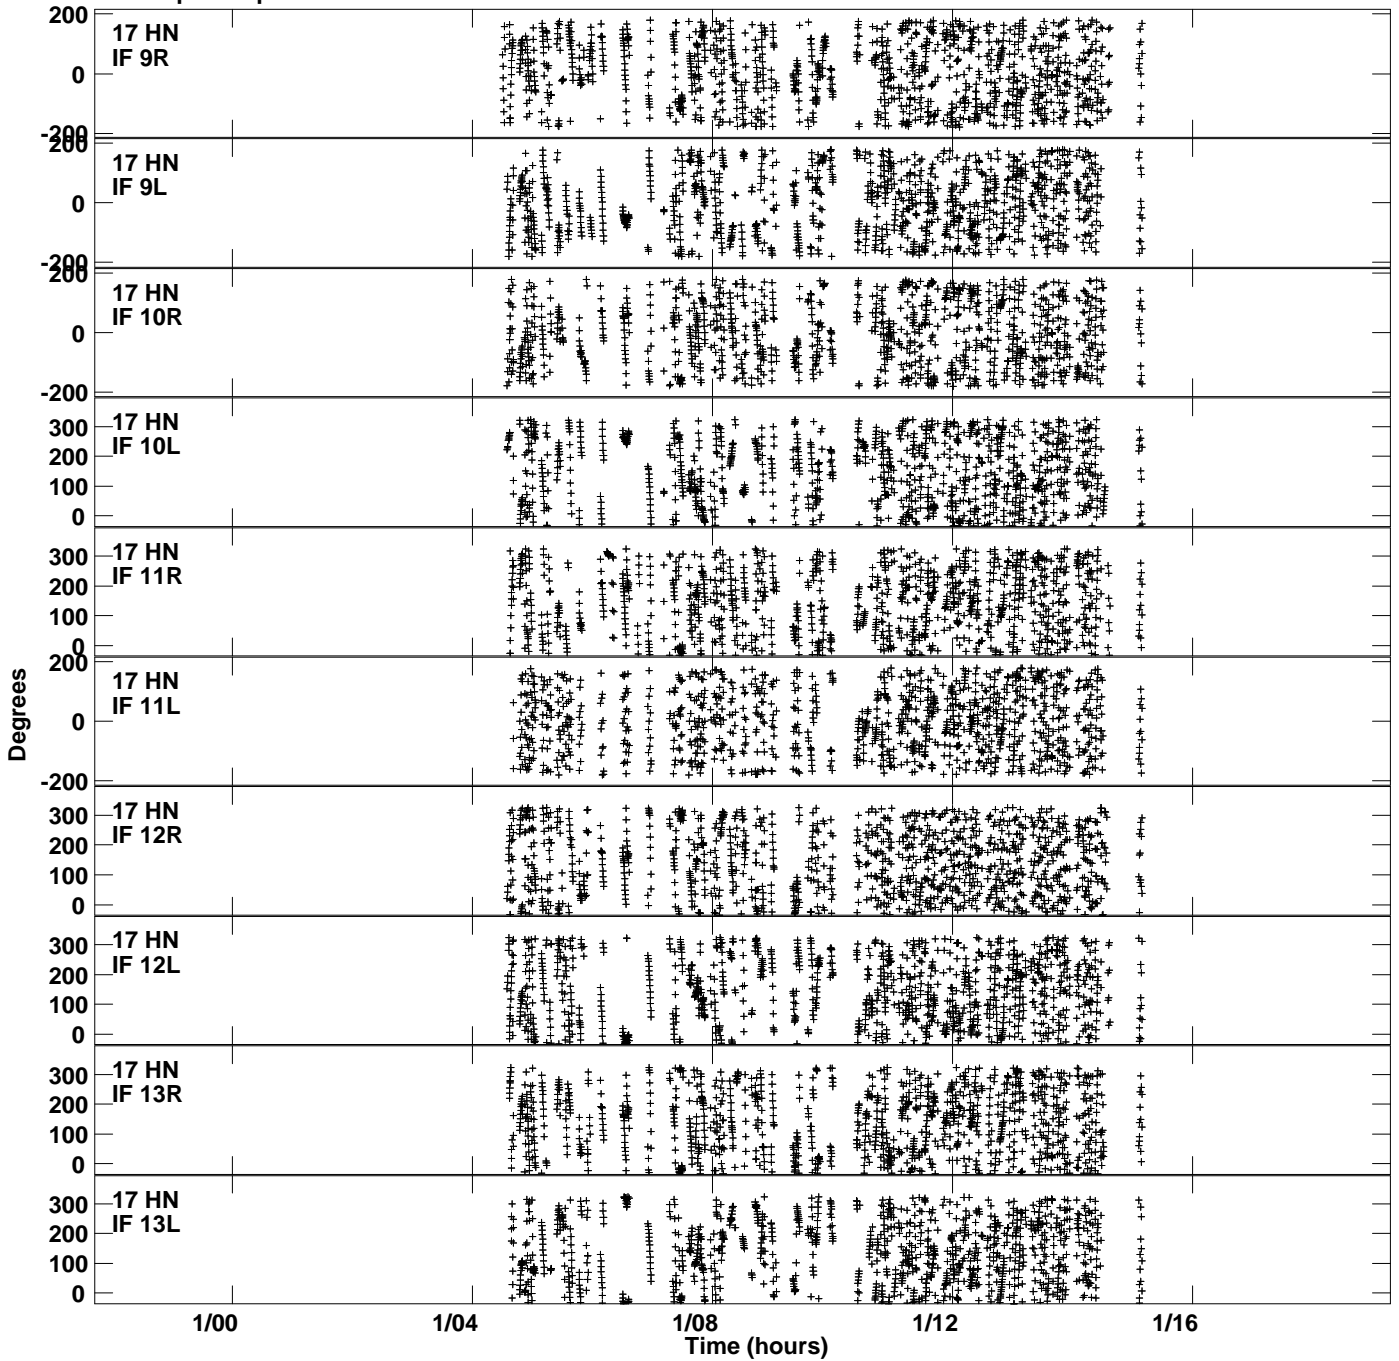 200
17 HN
IF 9R
0
-200
200
17 HN
IF 9L
0
-200
200
17 HN
IF 10R
0
-200
17 HN
IF 10L
300
200
100
0
17 HN
IF 11R
300
200
100
0
200
17 HN
IF 11L
0
-200
17 HN
IF 12R
300
200
100
0
17 HN
IF 12L
300
200
100
0
17 HN
IF 13R
300
200
100
0
17 HN
IF 13L
300
200
100
0
Degrees
1/00 1/04 1/08 1/12 1/16
Time (hours)